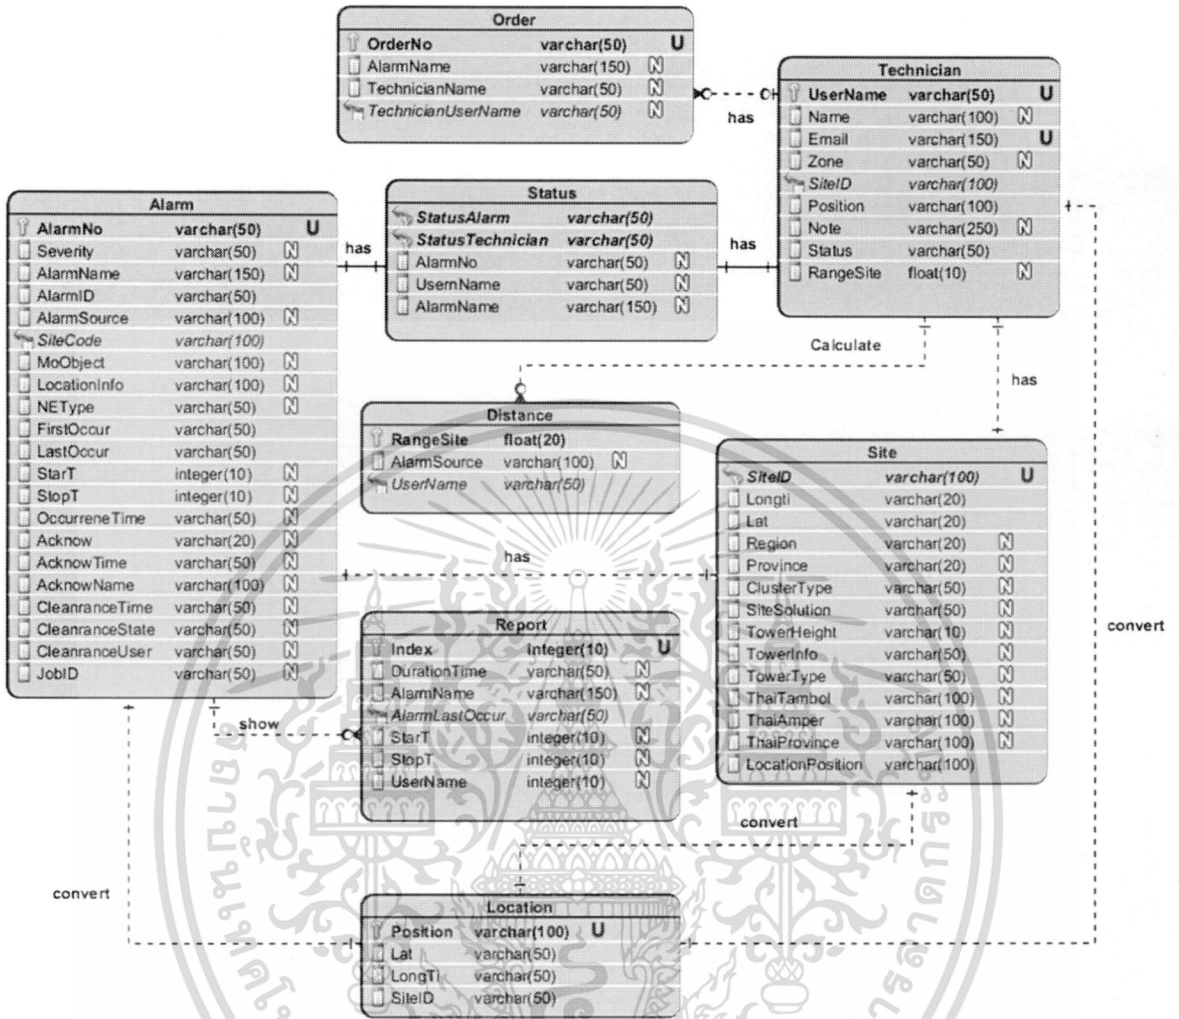 Order
OrderNo varchar(50) U
AlarmName varchar(150) N
TechnicianName varchar(50) N
TechnicianUserName varchar(50) N
has
Technician
UserName varchar(50) U
Name varchar(100) N
Email varchar(150) U
Zone varchar(50) N
SiteID varchar(100)
Position varchar(100)
Note varchar(250) N
Status varchar(50)
RangeSite float(10) N
Alarm
AlarmNo varchar(50) U
Severity varchar(50) N
AlarmName varchar(150) N
AlarmID varchar(50)
AlarmSource varchar(100) N
SiteCode varchar(100)
MoObject varchar(100) N
LocationInfo varchar(100) N
NEType varchar(50) N
FirstOccur varchar(50)
LastOccur varchar(50)
StarT integer(10) N
StopT integer(10) N
OccurreneTime varchar(50) N
Acknow varchar(20) N
AcknowTime varchar(50) N
AcknowName varchar(100) N
CleanranceTime varchar(50) N
CleanranceState varchar(50) N
CleanranceUser varchar(50) N
JobID varchar(50) N
has
Status
StatusAlarm varchar(50)
StatusTechnician varchar(50)
AlarmNo varchar(50) N
UsernName varchar(50) N
AlarmName varchar(150) N
has
Calculate
has
Distance
RangeSite float(20)
AlarmSource varchar(100) N
UserName varchar(50)
Site
SiteID varchar(100) U
Longti varchar(20)
Lat varchar(20)
Region varchar(20) N
Province varchar(20) N
ClusterType varchar(50) N
SiteSolution varchar(50) N
TowerHeight varchar(10) N
TowerInfo varchar(50) N
TowerType varchar(50) N
ThaiTambol varchar(100) N
ThaiAmper varchar(100) N
ThaiProvince varchar(100) N
LocationPosition varchar(100)
has
Report
Index integer(10) U
DurationTime varchar(50) N
AlarmName varchar(150) N
AlarmLastOccur varchar(50)
StarT integer(10) N
StopT integer(10) N
UserName integer(10) N
show
convert
convert
convert
Location
Position varchar(100) U
Lat varchar(50)
LongTi varchar(50)
SiteID varchar(50)